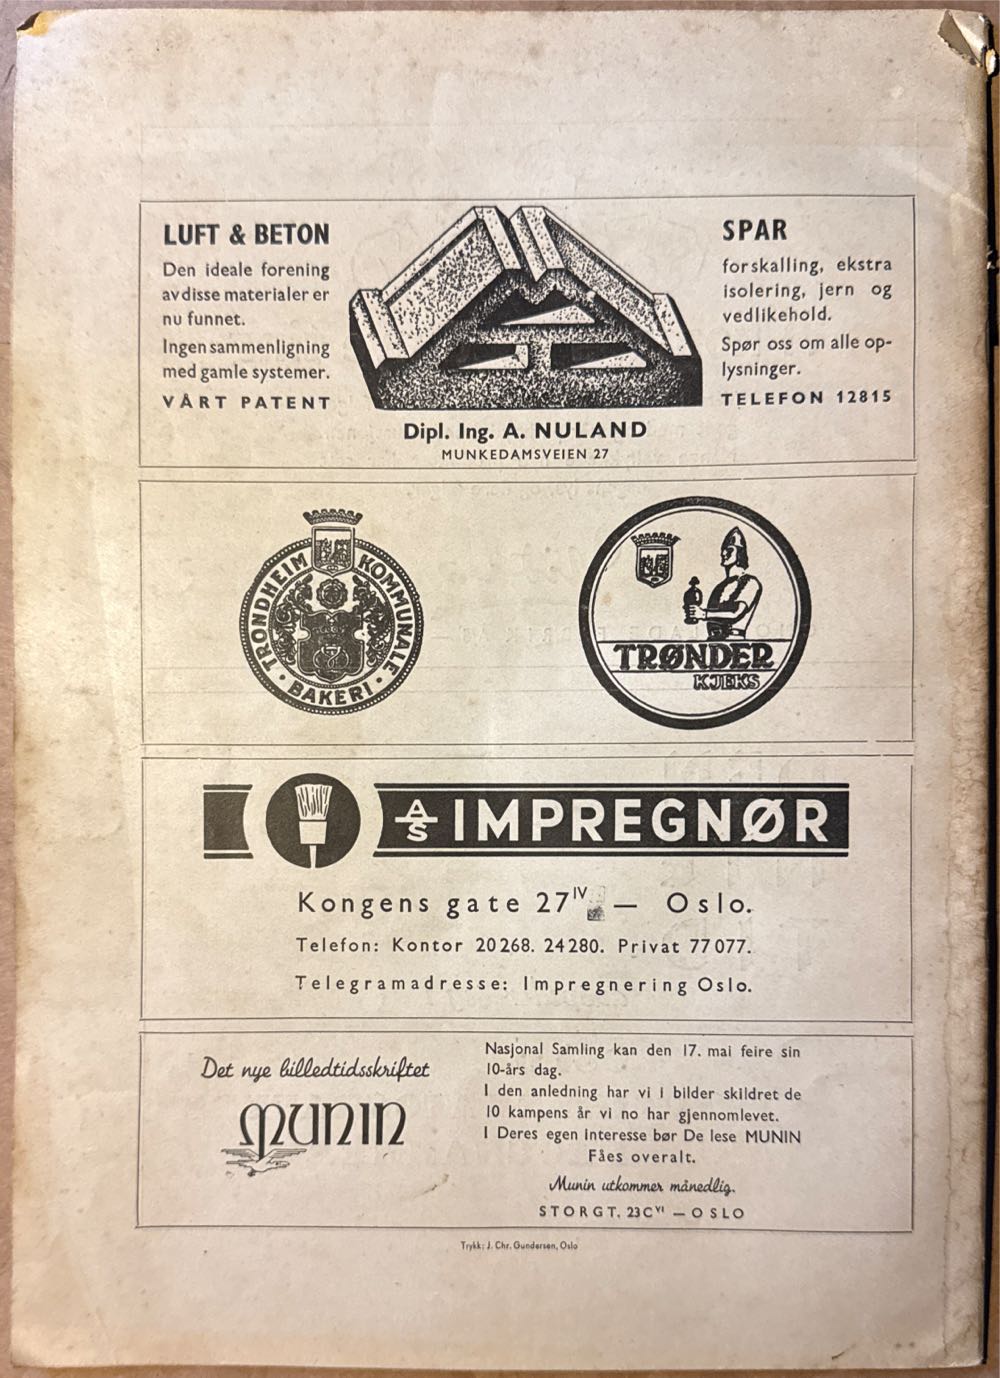 LUFT & BETON
Den ideale forening
av disse materialer er
nu funnet.
Ingen sammenligning
med gamle systemer.
VÅRT PATENT
SPAR
forskalling, ekstra
isolering, jern og
vedlikehold.
Spør oss om alle op-
lysninger.
TELEFON 12815
Dipl. Ing. A. NULAND
MUNKEDAMSVEIEN 27
TRONDHEIM KOMMUNALE
· BAKERI ·
TRØNDER
KJEKS
A/S IMPREGNØR
Kongens gate 27IV — Oslo.
Telefon: Kontor 20268. 24280. Privat 77077.
Telegramadresse: Impregnering Oslo.
Det nye billedtidsskriftet
MUNIN
Nasjonal Samling kan den 17. mai feire sin
10-års dag.
I den anledning har vi i bilder skildret de
10 kampens år vi no har gjennomlevet.
I Deres egen interesse bør De lese MUNIN
Fåes overalt.
Munin utkommer månedlig.
STORGT. 23CVI — OSLO
Trykk: J. Chr. Gundersen, Oslo